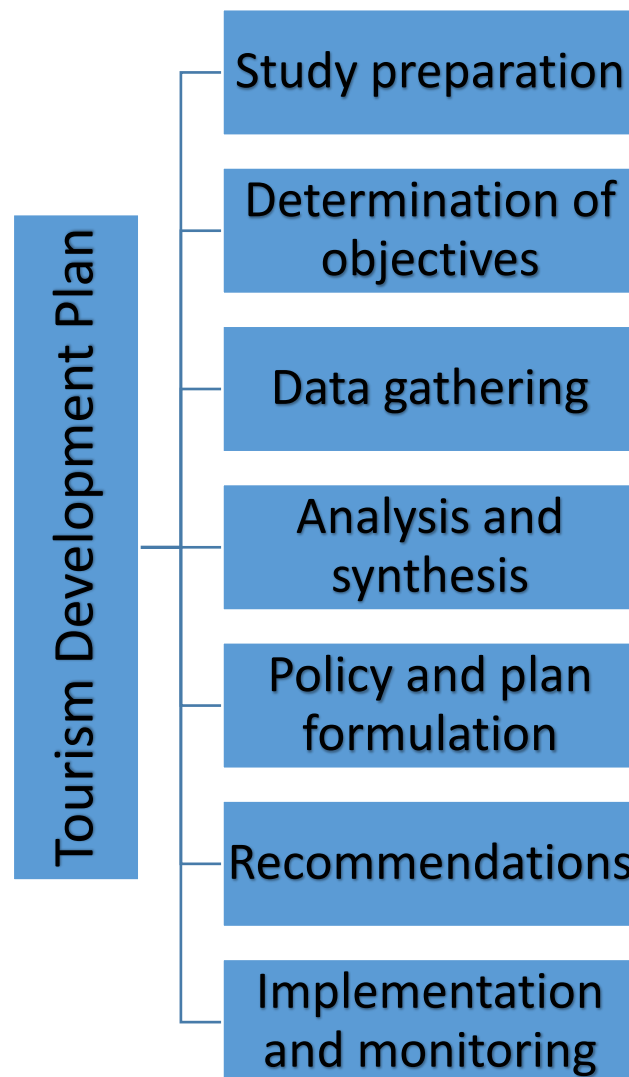 Tourism Development Plan
Study preparation
Determination of
objectives
Data gathering
Analysis and
synthesis
Policy and plan
formulation
Recommendations
Implementation
and monitoring